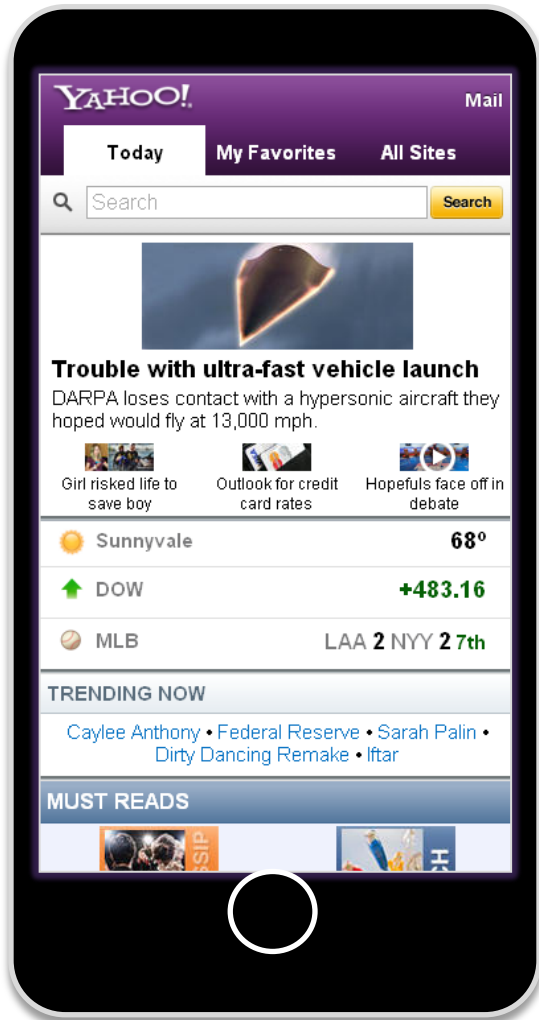 YAHOO!
Mail
Today
My Favorites
All Sites
Search
Search
Trouble with ultra-fast vehicle launch
DARPA loses contact with a hypersonic aircraft they
hoped would fly at 13,000 mph.
Girl risked life to
save boy
Outlook for credit
card rates
Hopefuls face off in
debate
Sunnyvale 68º
DOW +483.16
MLB LAA 2 NYY 2 7th
TRENDING NOW
Caylee Anthony • Federal Reserve • Sarah Palin •
Dirty Dancing Remake • Iftar
MUST READS